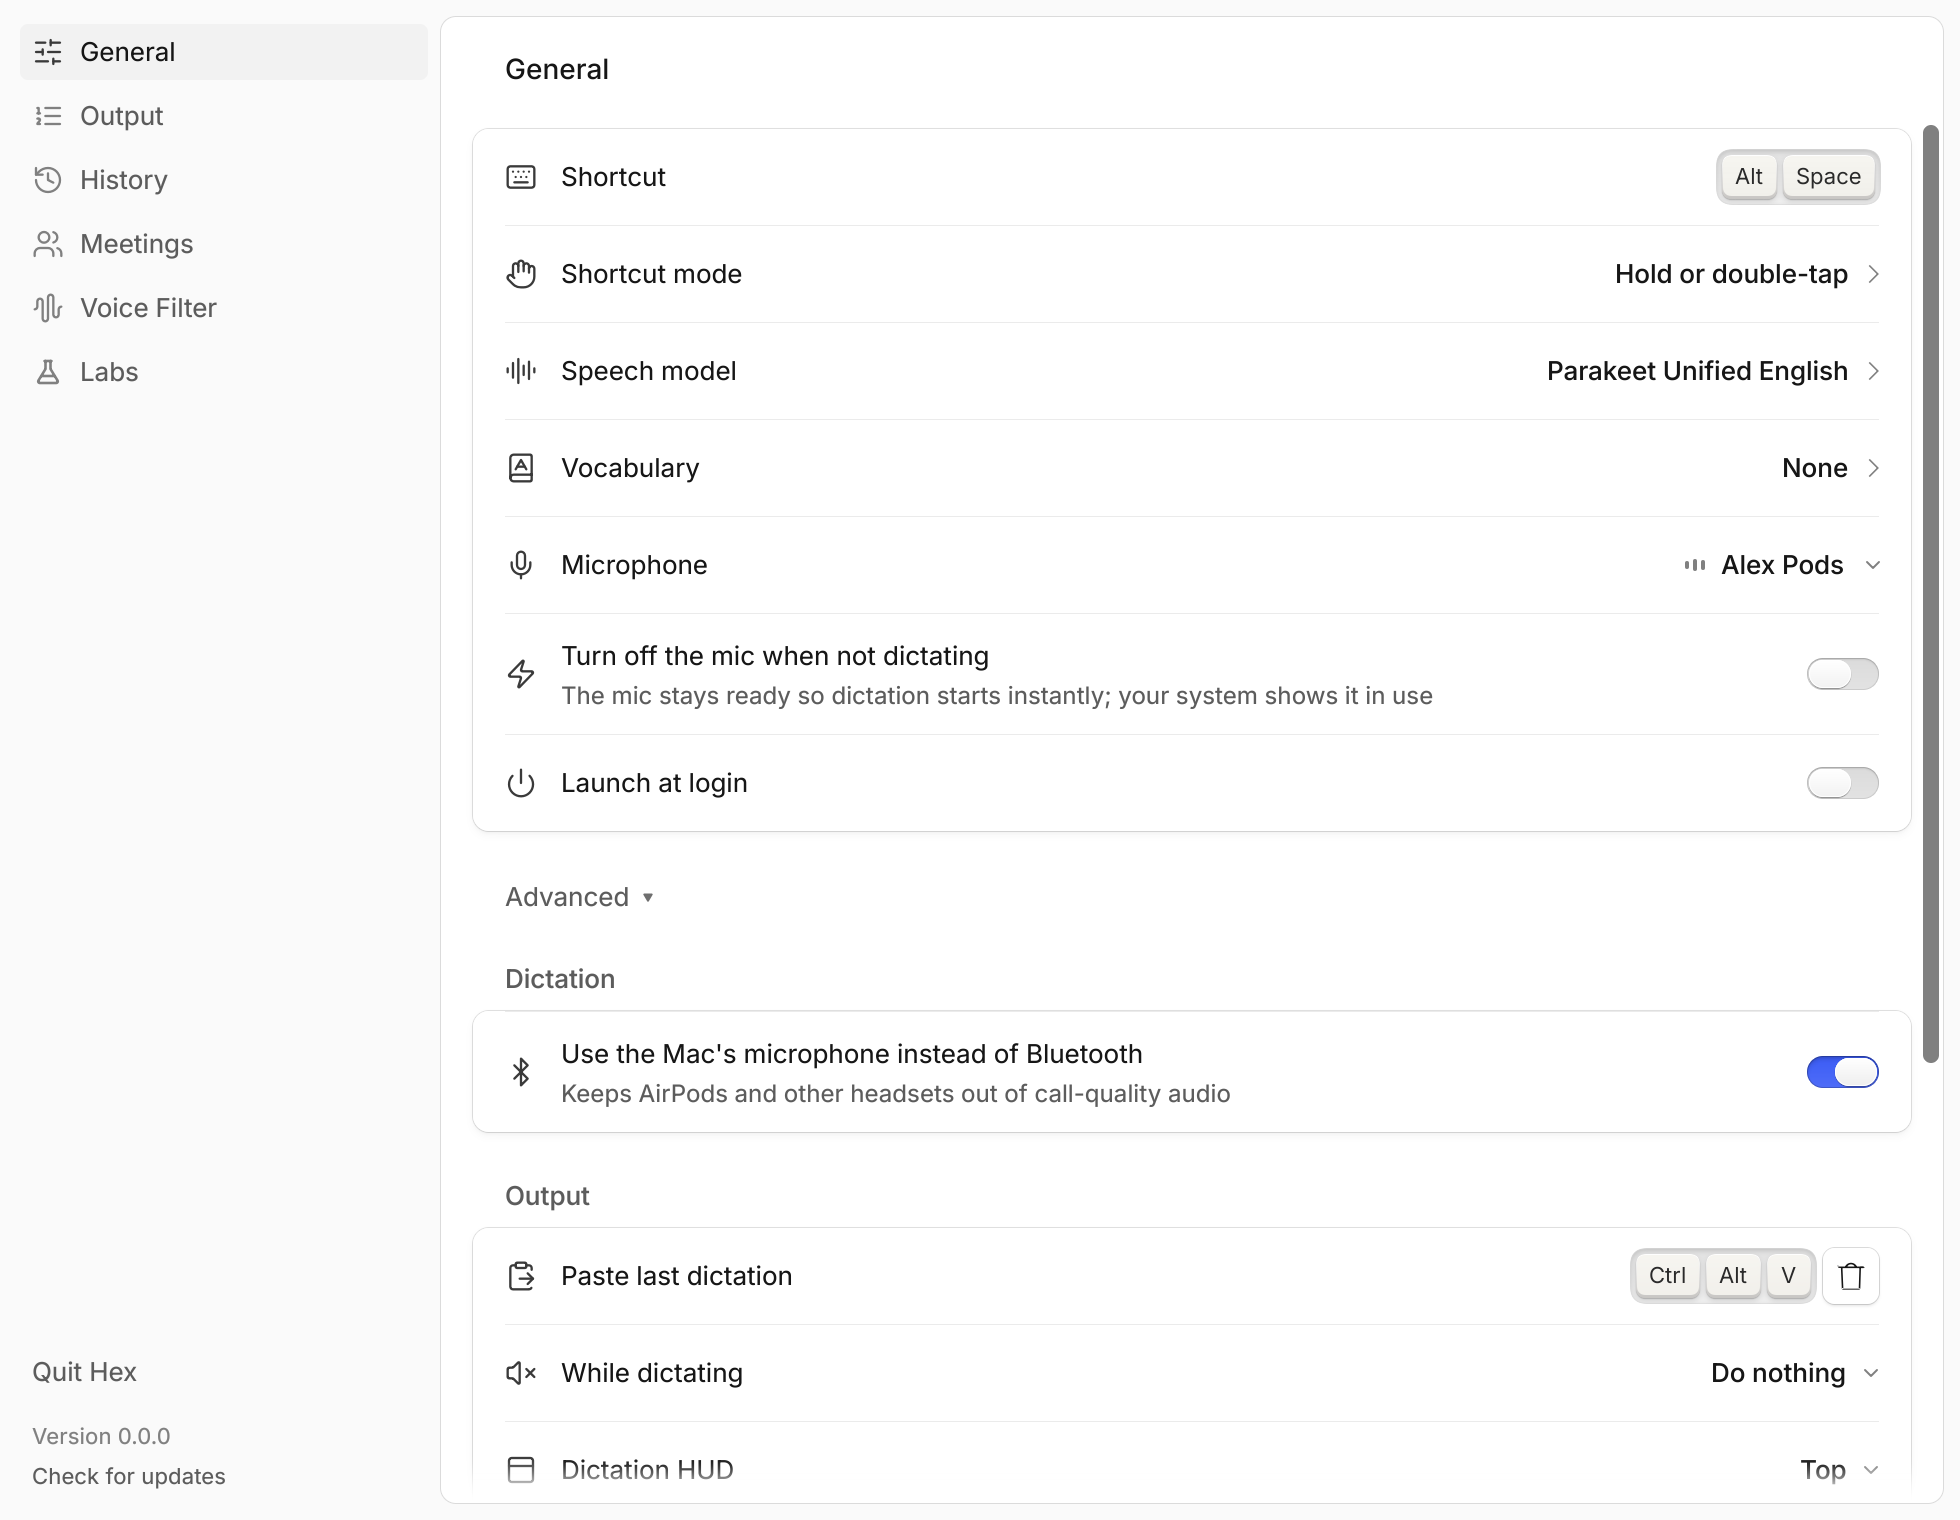 General
Output
History
Meetings
Voice Filter
Labs
Quit Hex
Version 0.0.0
Check for updates
General
Shortcut Alt Space
Shortcut mode Hold or double-tap
Speech model Parakeet Unified English
Vocabulary None
Microphone Alex Pods
Turn off the mic when not dictating
The mic stays ready so dictation starts instantly; your system shows it in use
Launch at login
Advanced
Dictation
Use the Mac's microphone instead of Bluetooth
Keeps AirPods and other headsets out of call-quality audio
Output
Paste last dictation Ctrl Alt V
While dictating Do nothing
Dictation HUD Top